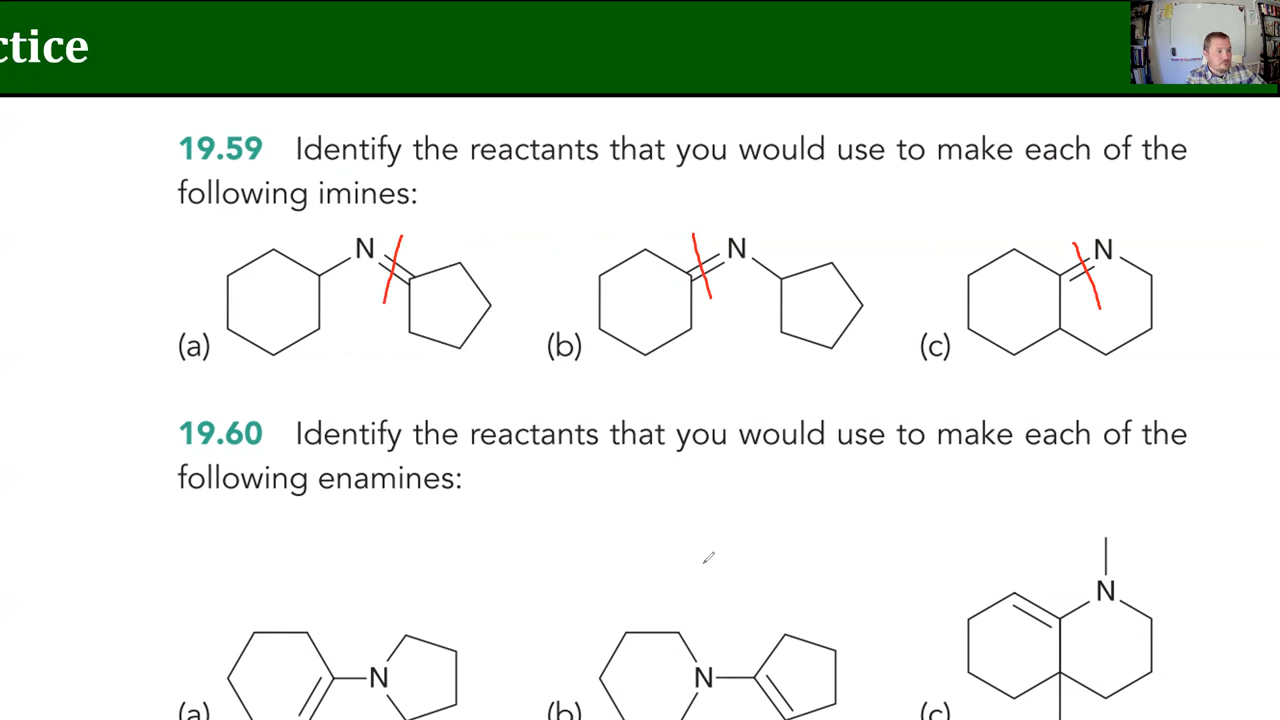 ctice
19.59 Identify the reactants that you would use to make each of the
following imines:
N N N
(a) (b) (c)
19.60 Identify the reactants that you would use to make each of the
following enamines:
N
N N
(a) (b) (c)